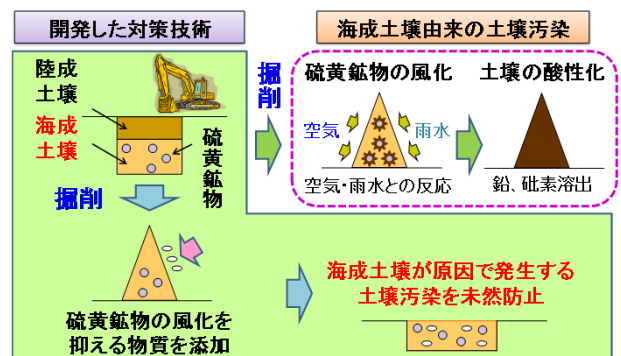 開発した対策技術
海成土壌由来の土壌汚染
陸成
土壌
海成
土壌
硫黄鉱物
掘削
掘削
硫黄鉱物の風化
空気
雨水
空気・雨水との反応
土壌の酸性化
鉛、砒素溶出
硫黄鉱物の風化を
抑える物質を添加
海成土壌が原因で発生する
土壌汚染を未然防止